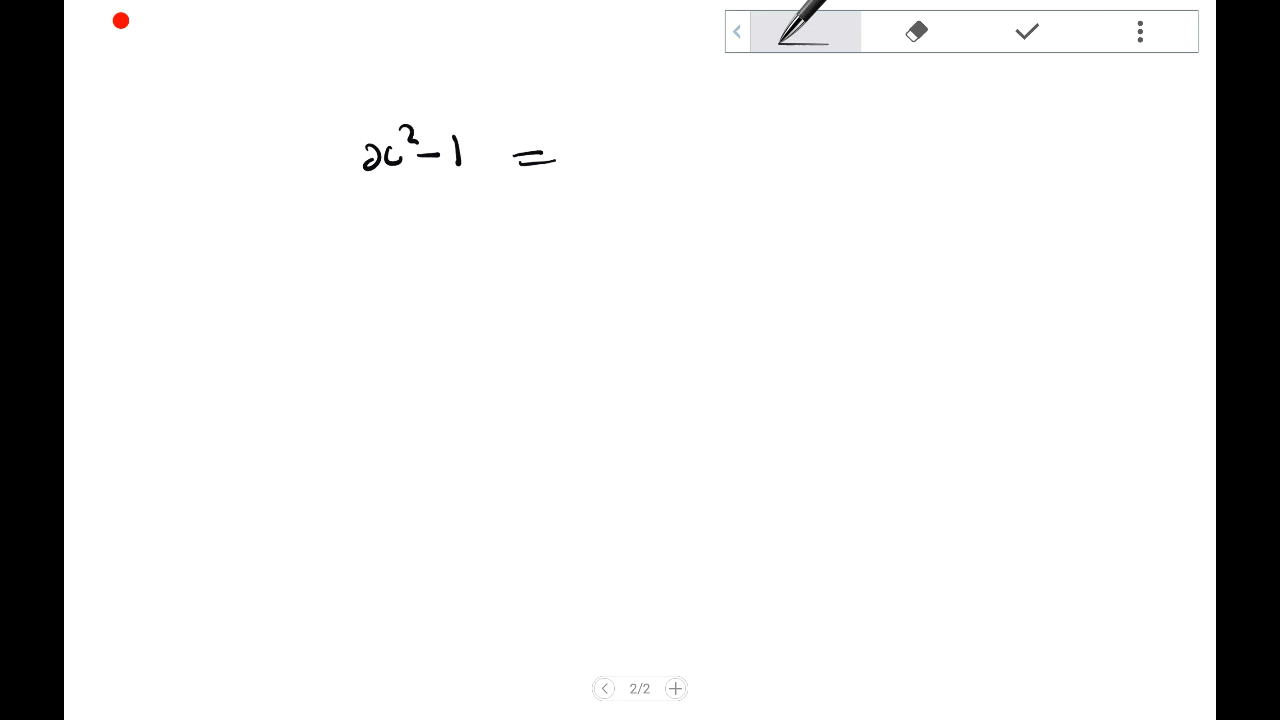 x² - 1 =
2/2